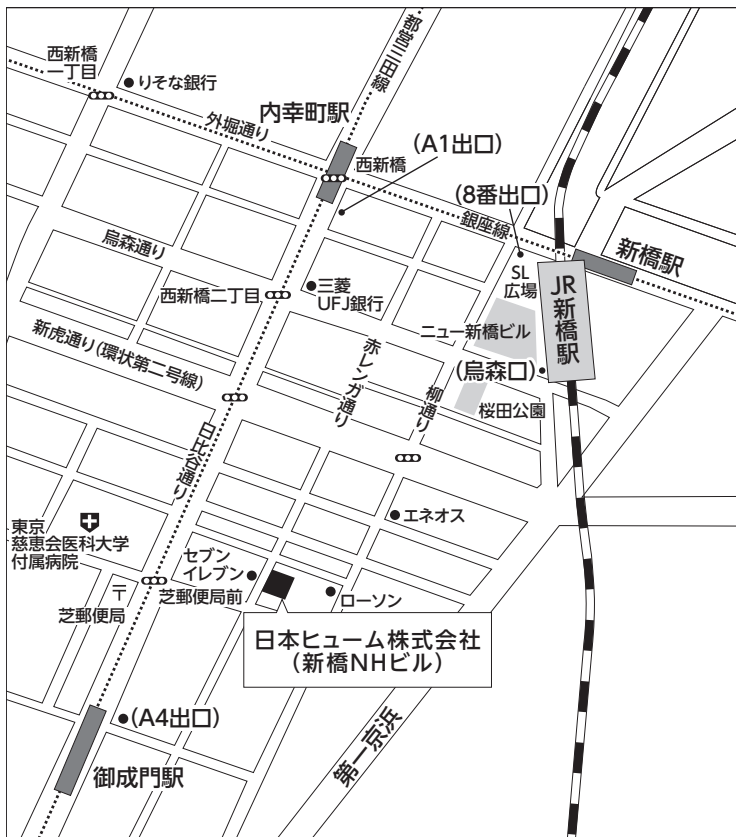 西新橋
一丁目
りそな銀行
都営三田線
内幸町駅
外堀通り
(A1出口)
西新橋
(8番出口)
銀座線
新橋駅
烏森通り
SL
広場
JR新橋駅
三菱
UFJ銀行
西新橋二丁目
ニュー新橋ビル
新虎通り(環状第二号線)
赤レンガ通り
(烏森口)
柳通り
桜田公園
日比谷通り
エネオス
東京
慈恵会医科大学
付属病院
セブン
イレブン
〒
芝郵便局
芝郵便局前
ローソン
日本ヒューム株式会社
(新橋NHビル)
(A4出口)
第一京浜
御成門駅